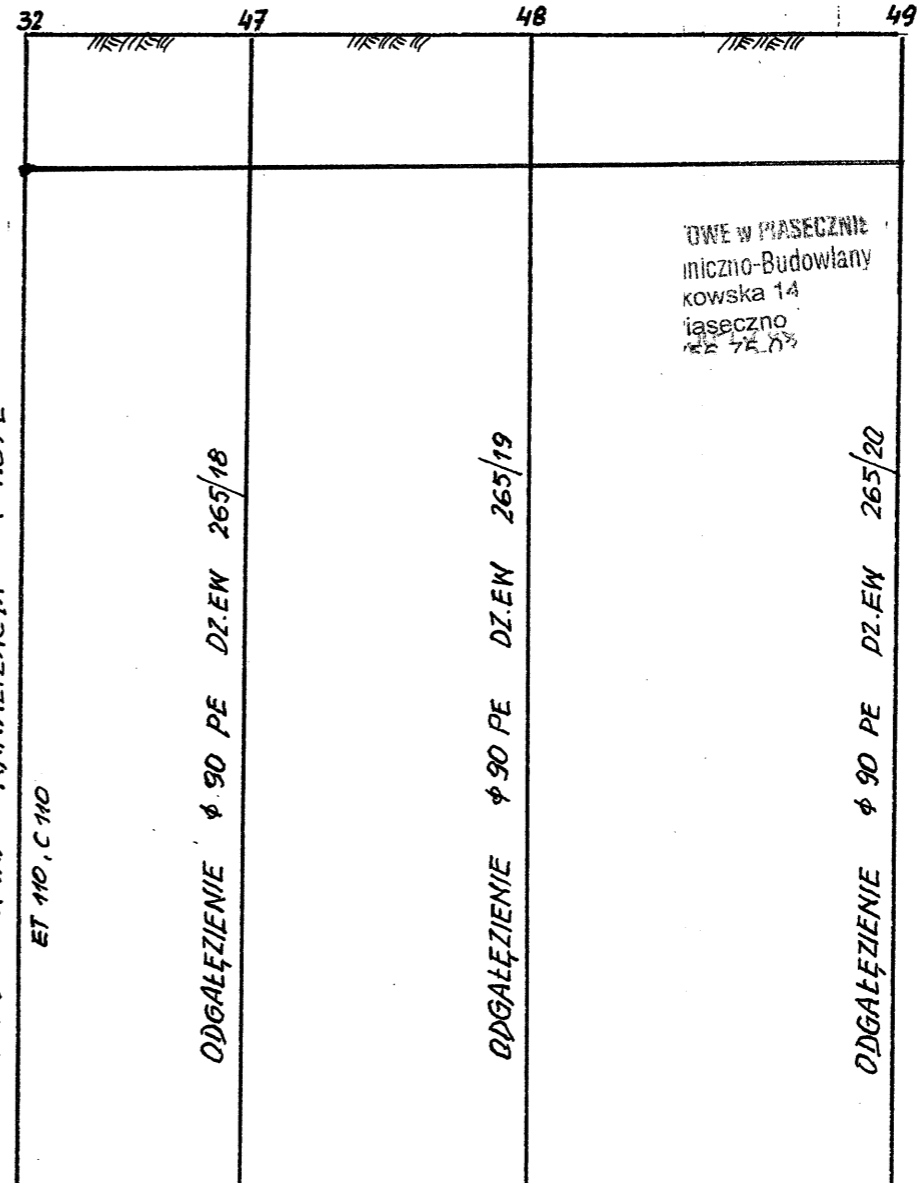 32
47
48
49
OWE w PIASECZNIE
iniczno-Budowlany
kowska 14
iaseczno
ET 110, C 110
ODGAŁĘZIENIE ϕ 90 PE DZ.EW 265/18
ODGAŁĘZIENIE ϕ 90 PE DZ.EW 265/19
ODGAŁĘZIENIE ϕ 90 PE DZ.EW 265/20